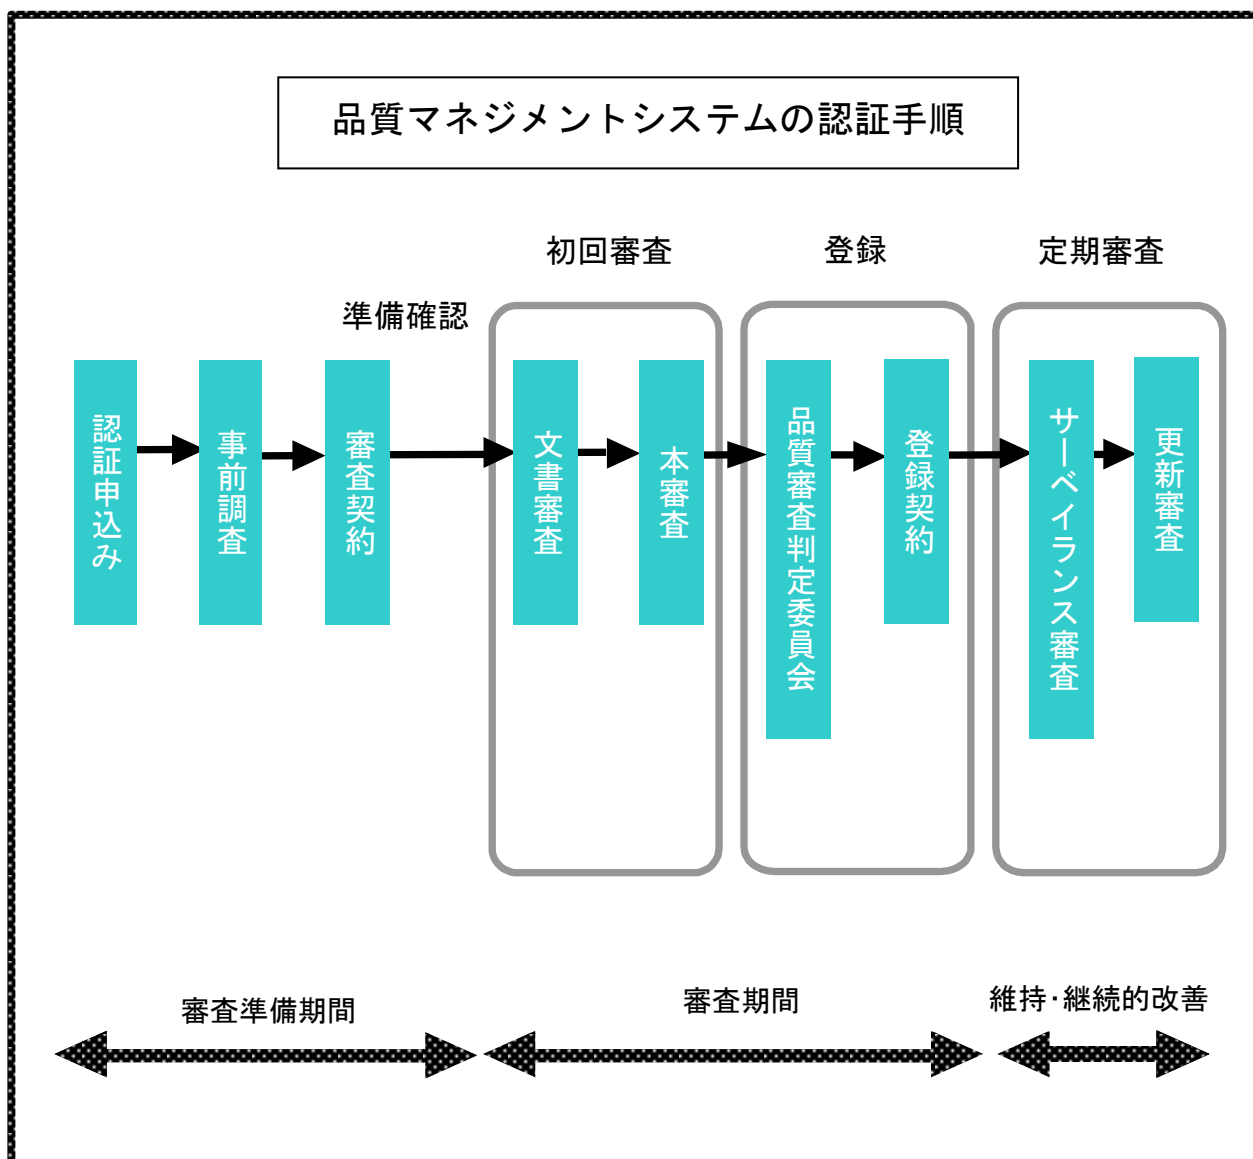 品質マネジメントシステムの認証手順
初回審査
登録
定期審査
準備確認
認証申込み
事前調査
審査契約
文書審査
本審査
品質審査判定委員会
登録契約
サーベイランス審査
更新審査
審査準備期間
審査期間
維持・継続的改善